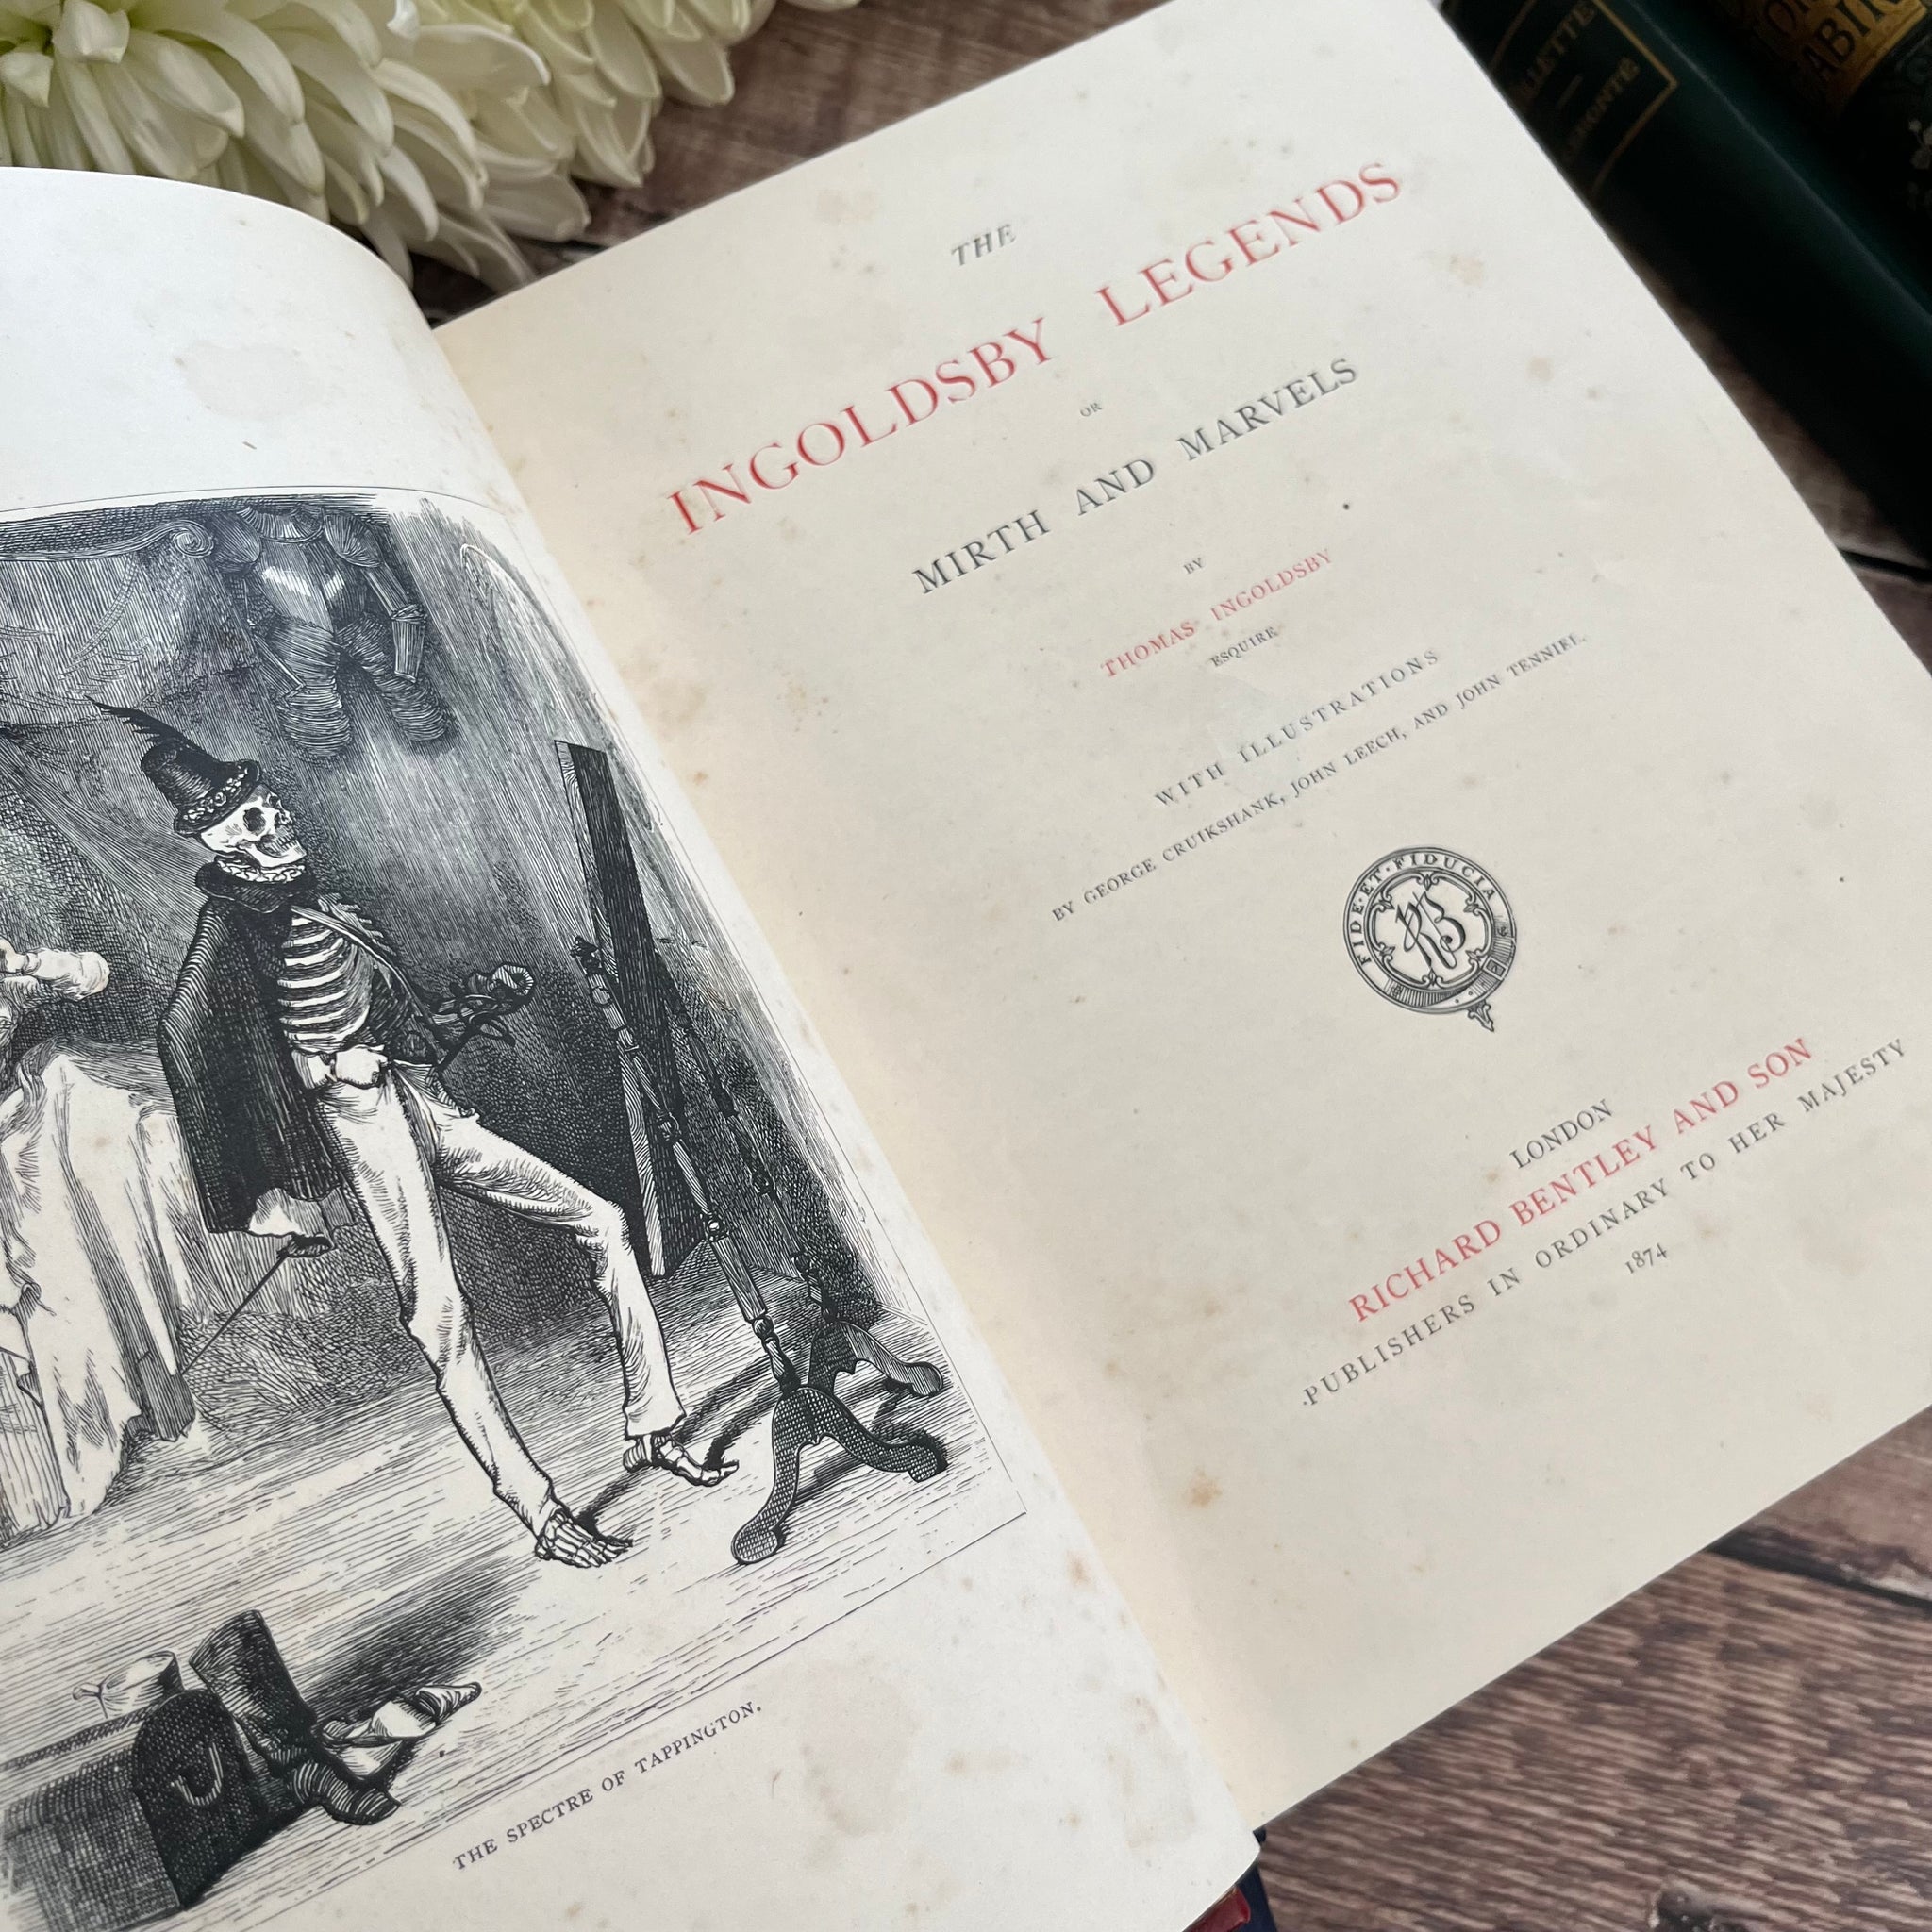 THE SPECTRE OF TAPPINGTON.
THE
INGOLDSBY LEGENDS
OR
MIRTH AND MARVELS
BY
THOMAS INGOLDSBY
ESQUIRE
WITH ILLUSTRATIONS
BY GEORGE CRUIKSHANK, JOHN LEECH, AND JOHN TENNIEL.
FIDE·ET·FIDUCIA
RB
LONDON
RICHARD BENTLEY AND SON
PUBLISHERS IN ORDINARY TO HER MAJESTY
1874